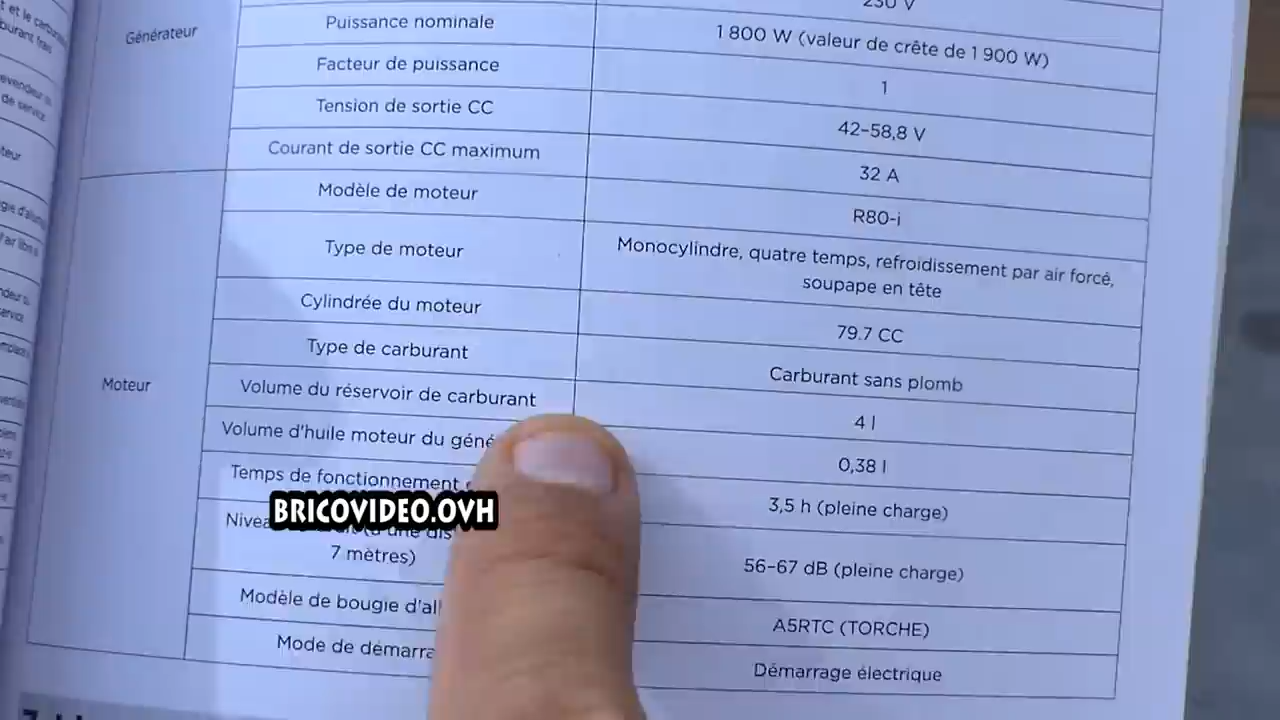 230 V
Générateur
Puissance nominale
1 800 W (valeur de crête de 1 900 W)
Facteur de puissance
1
Tension de sortie CC
42–58,8 V
Courant de sortie CC maximum
32 A
Moteur
Modèle de moteur
R80-i
Type de moteur
Monocylindre, quatre temps, refroidissement par air forcé,
soupape en tête
Cylindrée du moteur
79.7 CC
Type de carburant
Carburant sans plomb
Volume du réservoir de carburant
4 l
Volume d'huile moteur du
0,38 l
Temps de fonctionnement
3,5 h (pleine charge)
7 mètres)
56–67 dB (pleine charge)
Modèle de bougie
A5RTC (TORCHE)
Mode de
Démarrage électrique
BRICOVIDEO.OVH